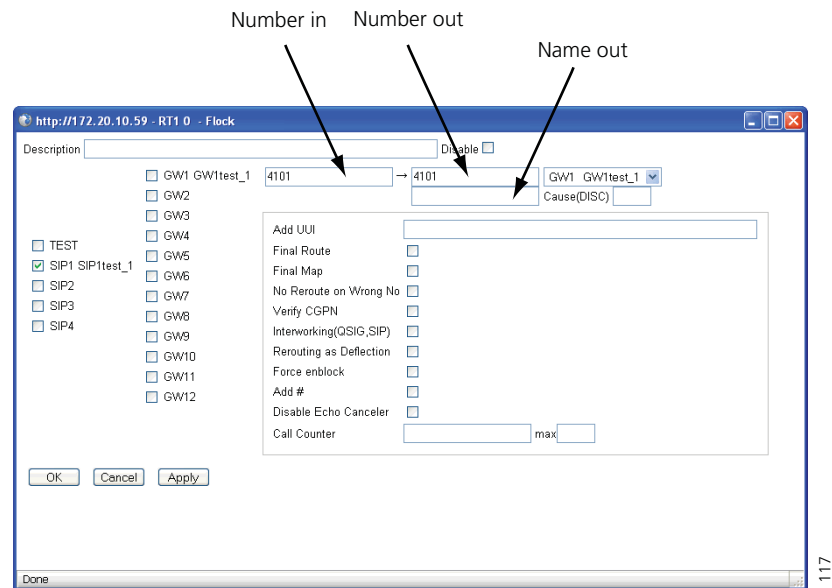 Number in
Number out
Name out
http://172.20.10.59 - RT1 0 - Flock
Description
Disable
GW1 GW1test_1
4101
→
4101
GW1 GW1test_1
GW2
Cause(DISC)
GW3
GW4
GW5
GW6
GW7
GW8
GW9
GW10
GW11
GW12
TEST
SIP1 SIP1test_1
SIP2
SIP3
SIP4
Add UUI
Final Route
Final Map
No Reroute on Wrong No
Verify CGPN
Interworking(QSIG,SIP)
Rerouting as Deflection
Force enblock
Add #
Disable Echo Canceler
Call Counter
max
OK
Cancel
Apply
Done
117